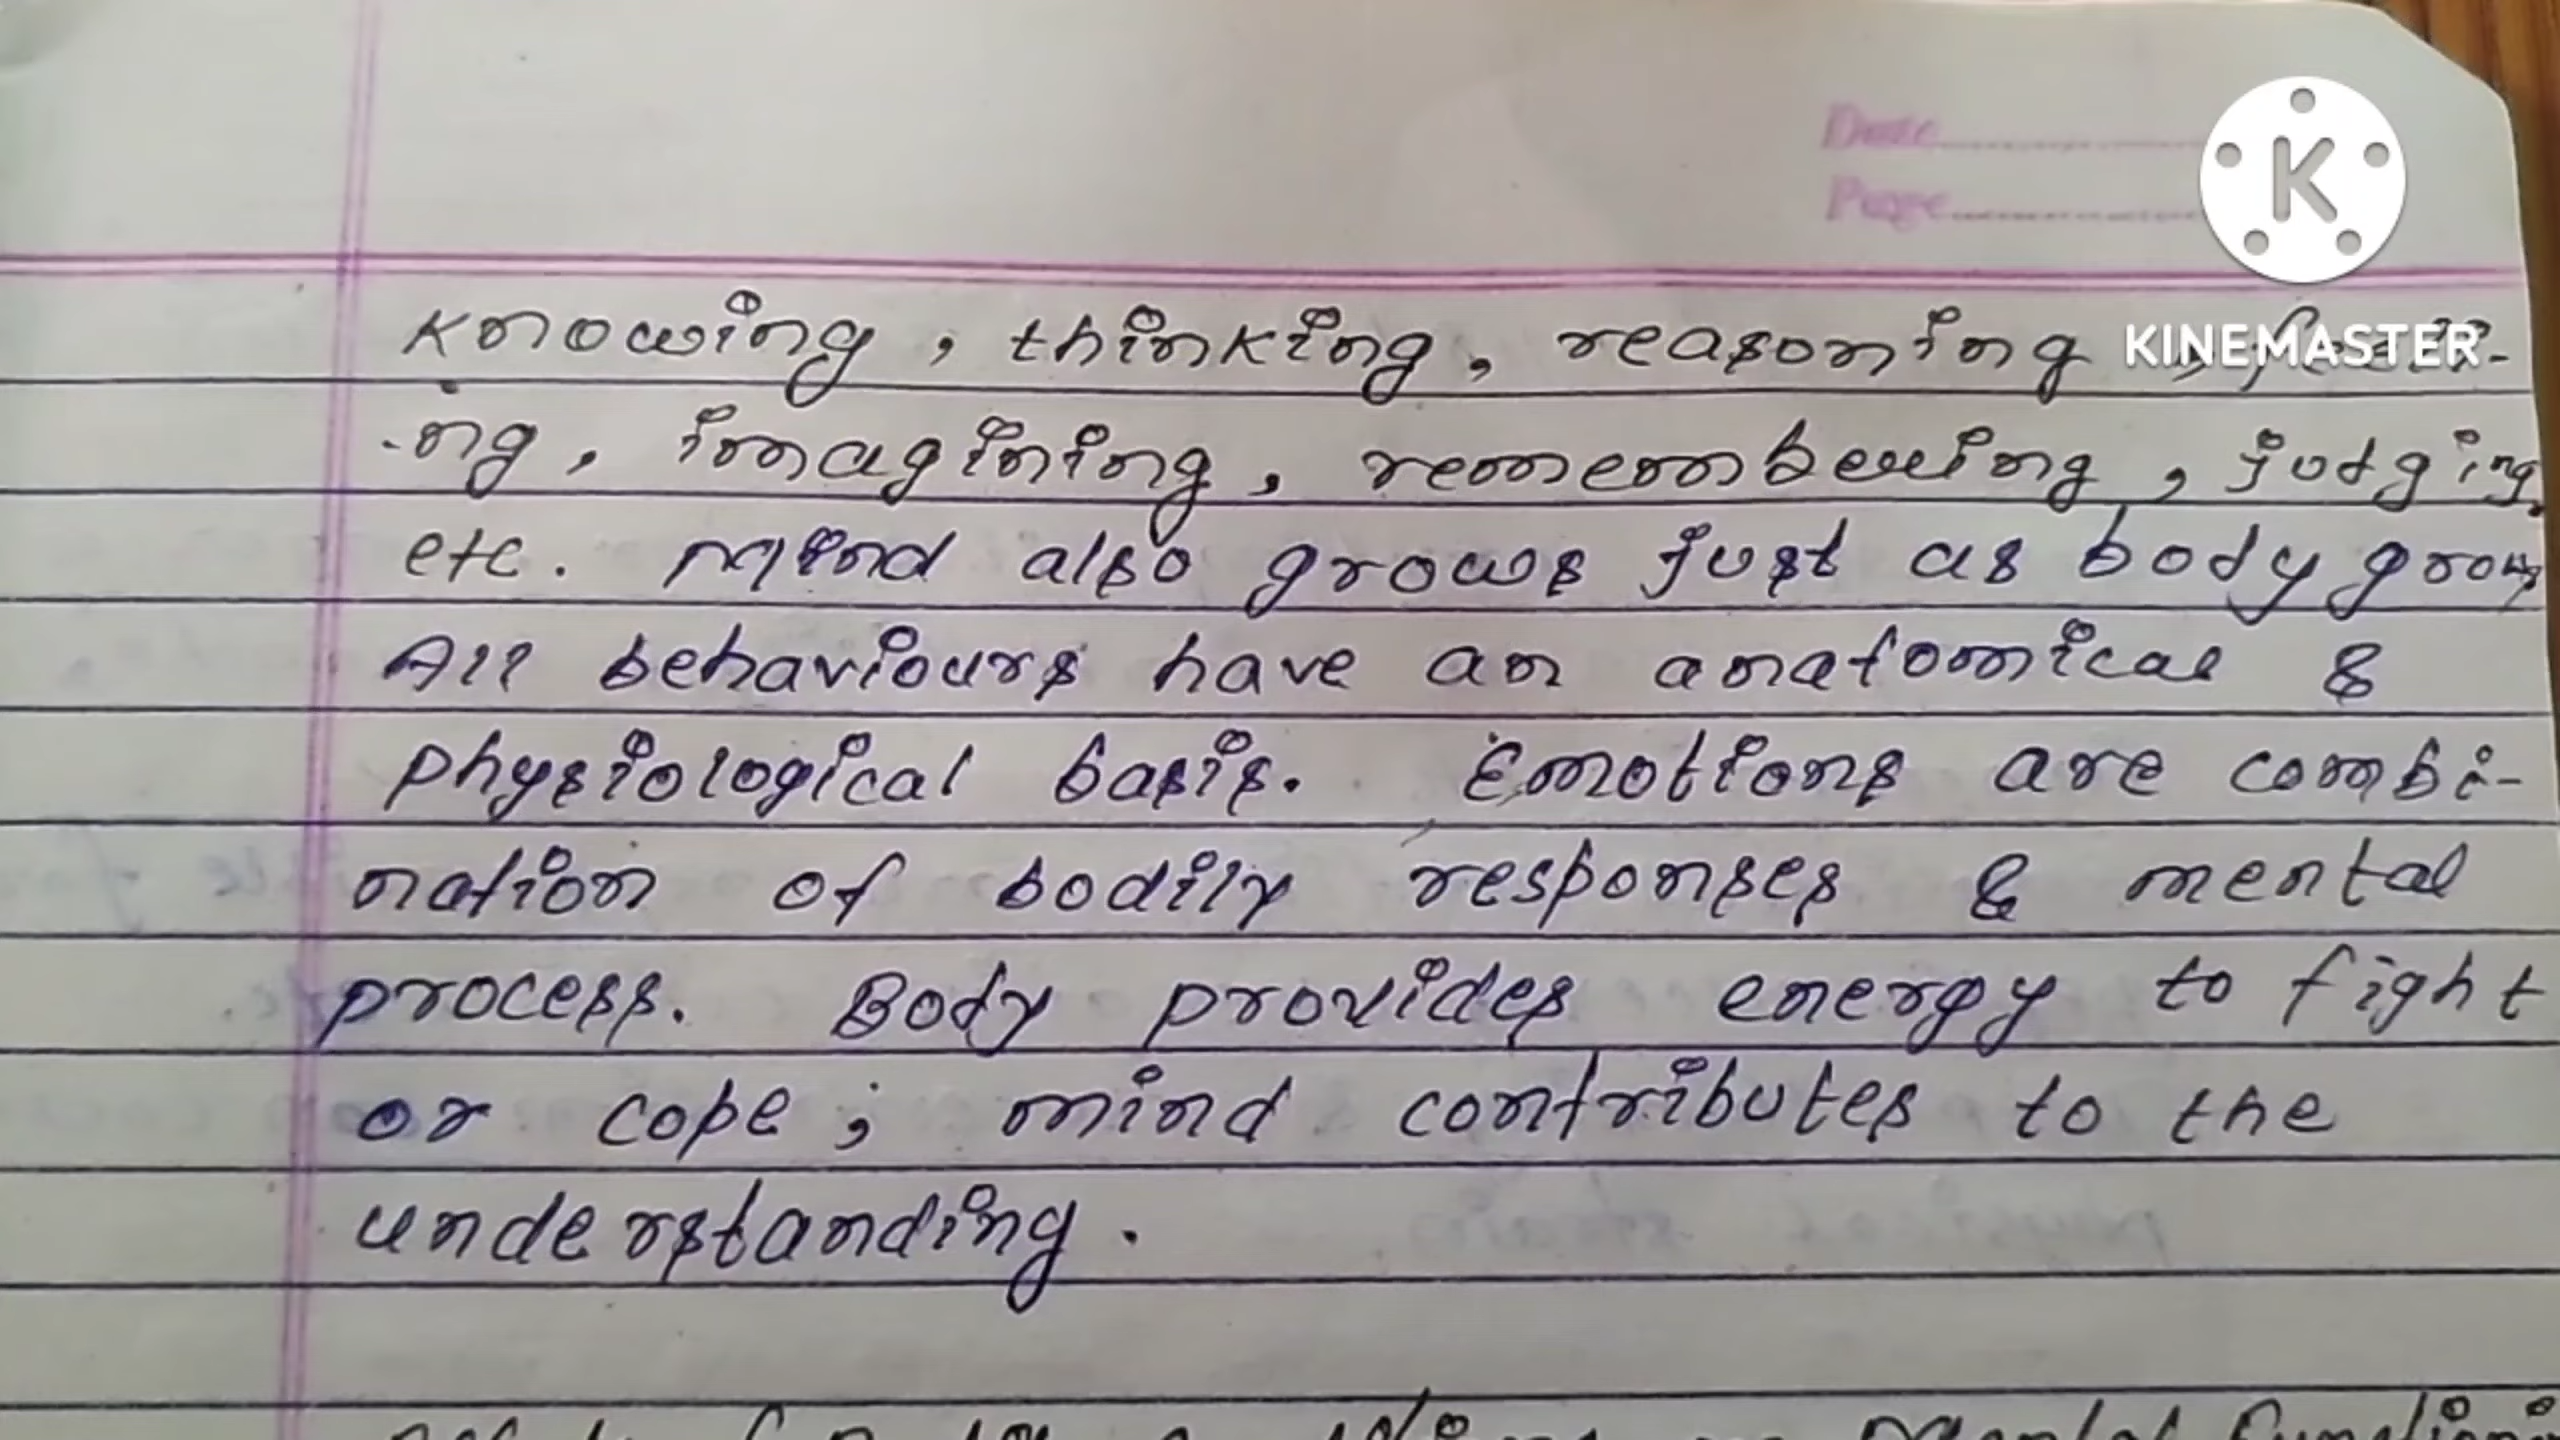 Date
Page
K
KINEMASTER
Knowing, thinking, reasoning,
-ng, imagining, remembering, judging,
etc. Mind also grows just as body grows
All behaviours have an anatomical &
physiological basis. Emotions are combi-
nation of bodily responses & mental
process. Body provides energy to fight
or cope; mind contributes to the
understanding.